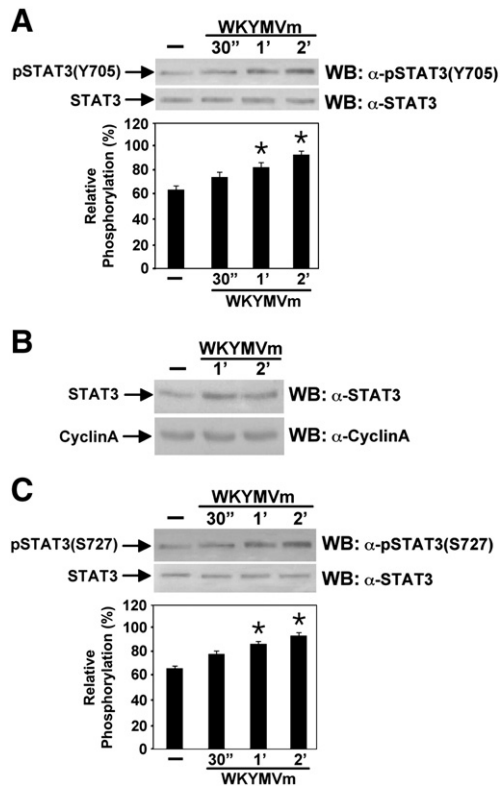 A
WKYMVm
— 30” 1’ 2’
pSTAT3(Y705) WB: α-pSTAT3(Y705)
STAT3 WB: α-STAT3
Relative
Phosphorylation (%)
120
100
80
60
40
20
0
* *
— 30” 1’ 2’
WKYMVm
B
WKYMVm
— 1’ 2’
STAT3 WB: α-STAT3
CyclinA WB: α-CyclinA
C
WKYMVm
— 30” 1’ 2’
pSTAT3(S727) WB: α-pSTAT3(S727)
STAT3 WB: α-STAT3
Relative
Phosphorylation (%)
120
100
80
60
40
20
0
* *
— 30” 1’ 2’
WKYMVm